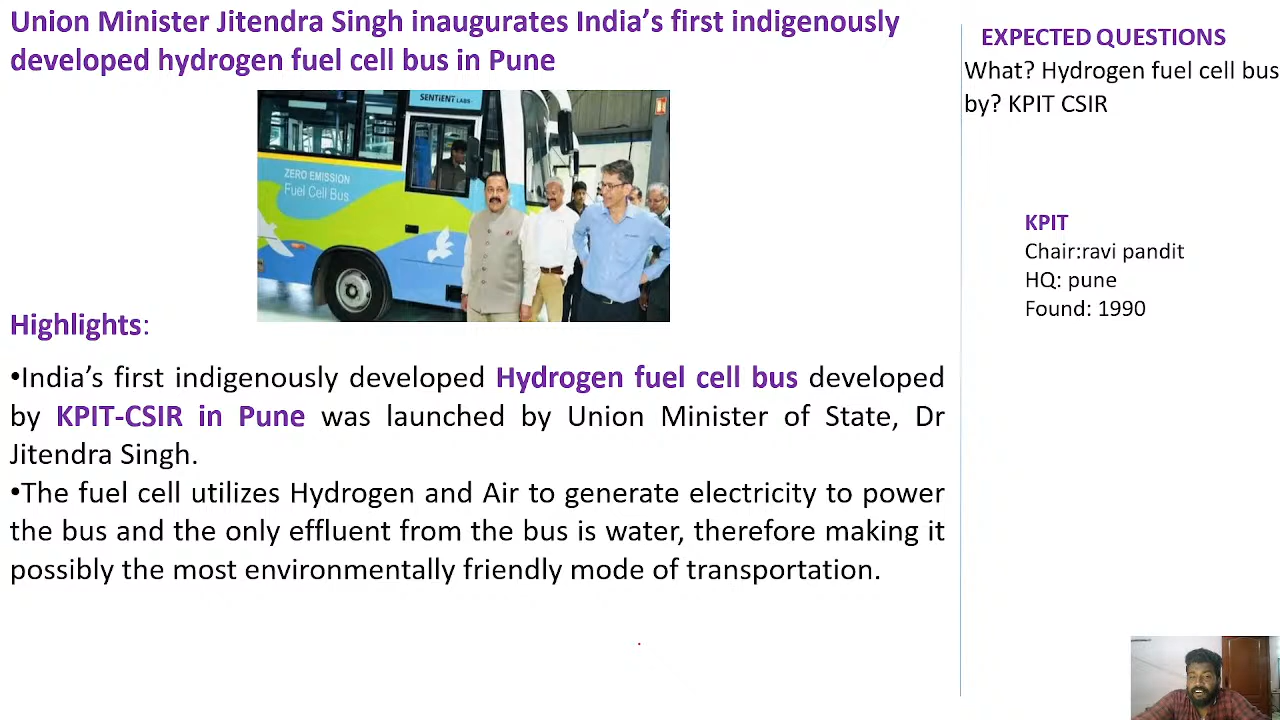 Union Minister Jitendra Singh inaugurates India’s first indigenously
developed hydrogen fuel cell bus in Pune
SENTIENT LABS
ZERO EMISSION
Fuel Cell Bus
Highlights:
•India’s first indigenously developed Hydrogen fuel cell bus developed
by KPIT-CSIR in Pune was launched by Union Minister of State, Dr
Jitendra Singh.
•The fuel cell utilizes Hydrogen and Air to generate electricity to power
the bus and the only effluent from the bus is water, therefore making it
possibly the most environmentally friendly mode of transportation.
EXPECTED QUESTIONS
What? Hydrogen fuel cell bus
by? KPIT CSIR
KPIT
Chair:ravi pandit
HQ: pune
Found: 1990